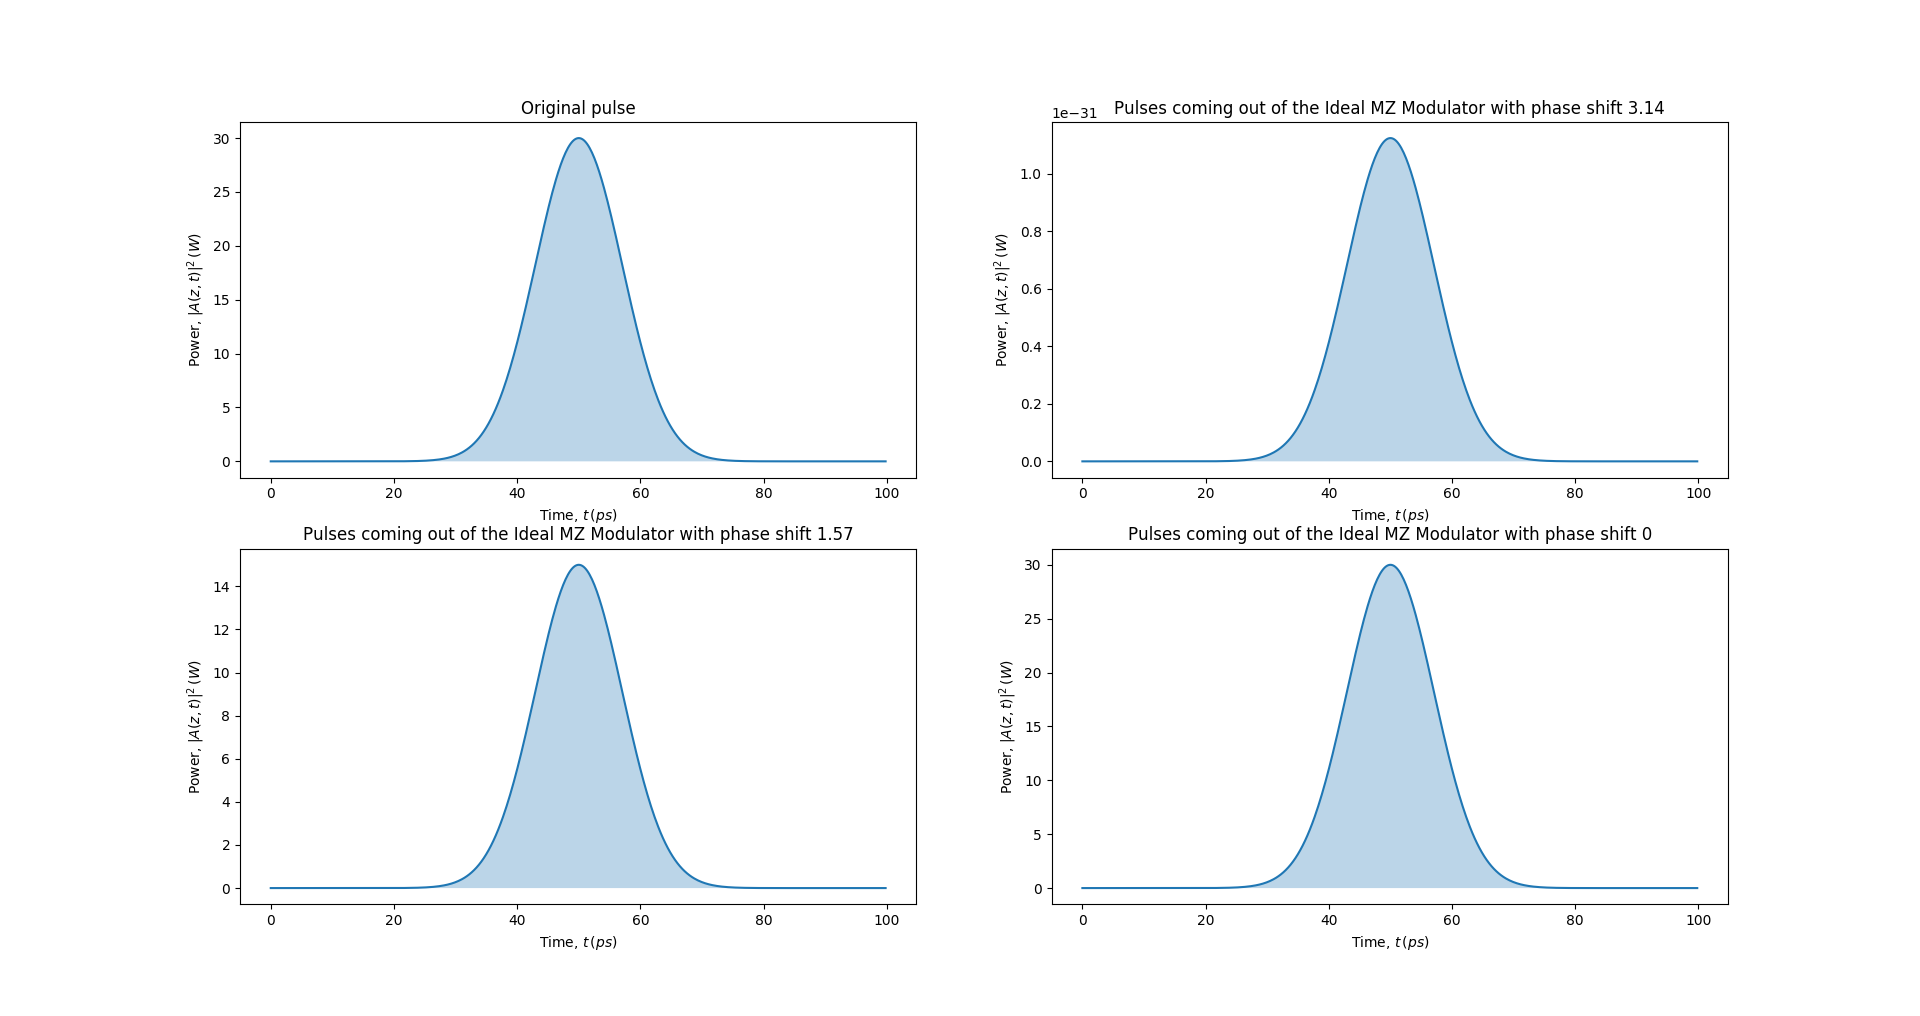 Original pulse
30
25
20
15
10
5
0
Power, |A(z, t)|² (W)
0 20 40 60 80 100
Time, t (ps)
1e−31
Pulses coming out of the Ideal MZ Modulator with phase shift 3.14
1.0
0.8
0.6
0.4
0.2
0.0
Power, |A(z, t)|² (W)
0 20 40 60 80 100
Time, t (ps)
Pulses coming out of the Ideal MZ Modulator with phase shift 1.57
14
12
10
8
6
4
2
0
Power, |A(z, t)|² (W)
0 20 40 60 80 100
Time, t (ps)
Pulses coming out of the Ideal MZ Modulator with phase shift 0
30
25
20
15
10
5
0
Power, |A(z, t)|² (W)
0 20 40 60 80 100
Time, t (ps)